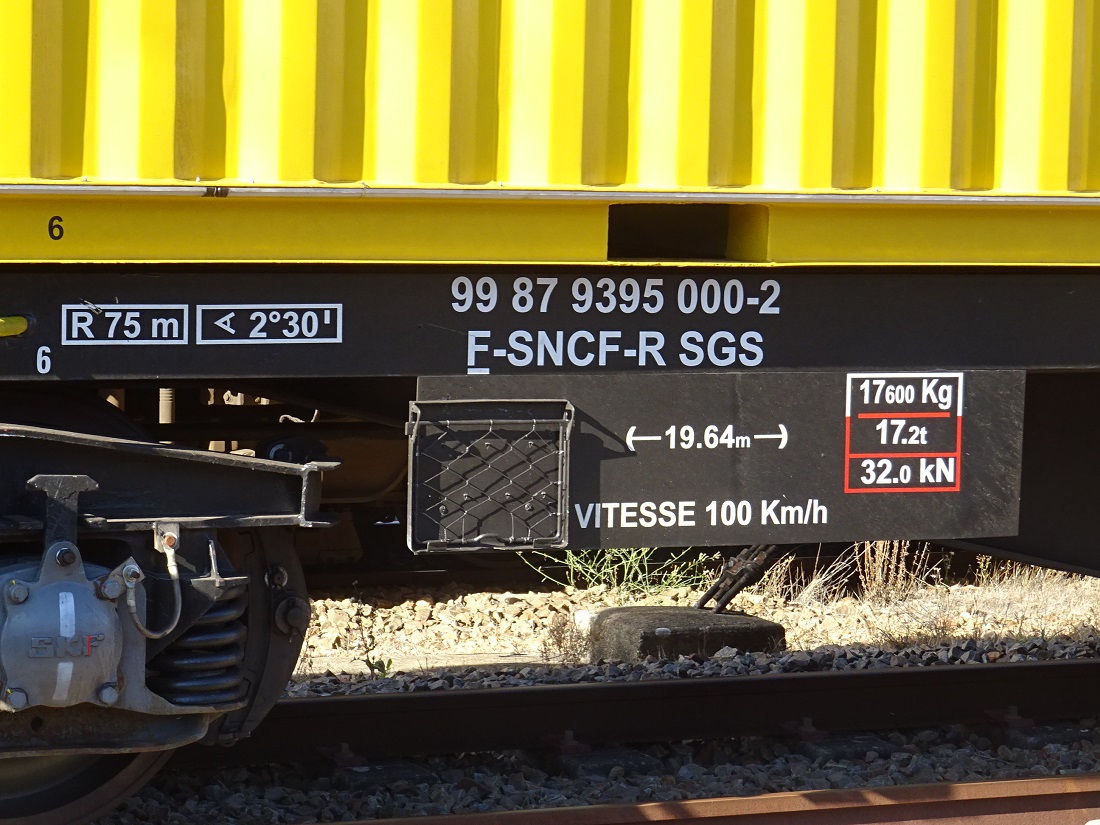 6
R 75 m
∢ 2°30'
6
99 87 9395 000-2
F-SNCF-R SGS
17600 Kg
17.2t
32.0 kN
19.64m
VITESSE 100 Km/h
SKF